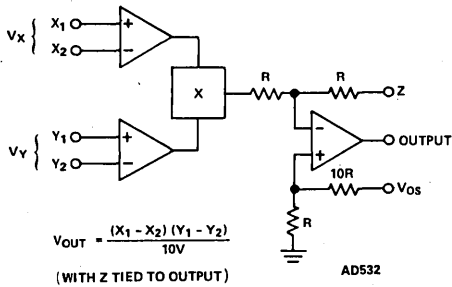 X1
Vx
X2
X
R
R
Z
Y1
VY
Y2
OUTPUT
10R
VOS
R
VOUT = (X1 - X2) (Y1 - Y2)
10V
(WITH Z TIED TO OUTPUT)
AD532